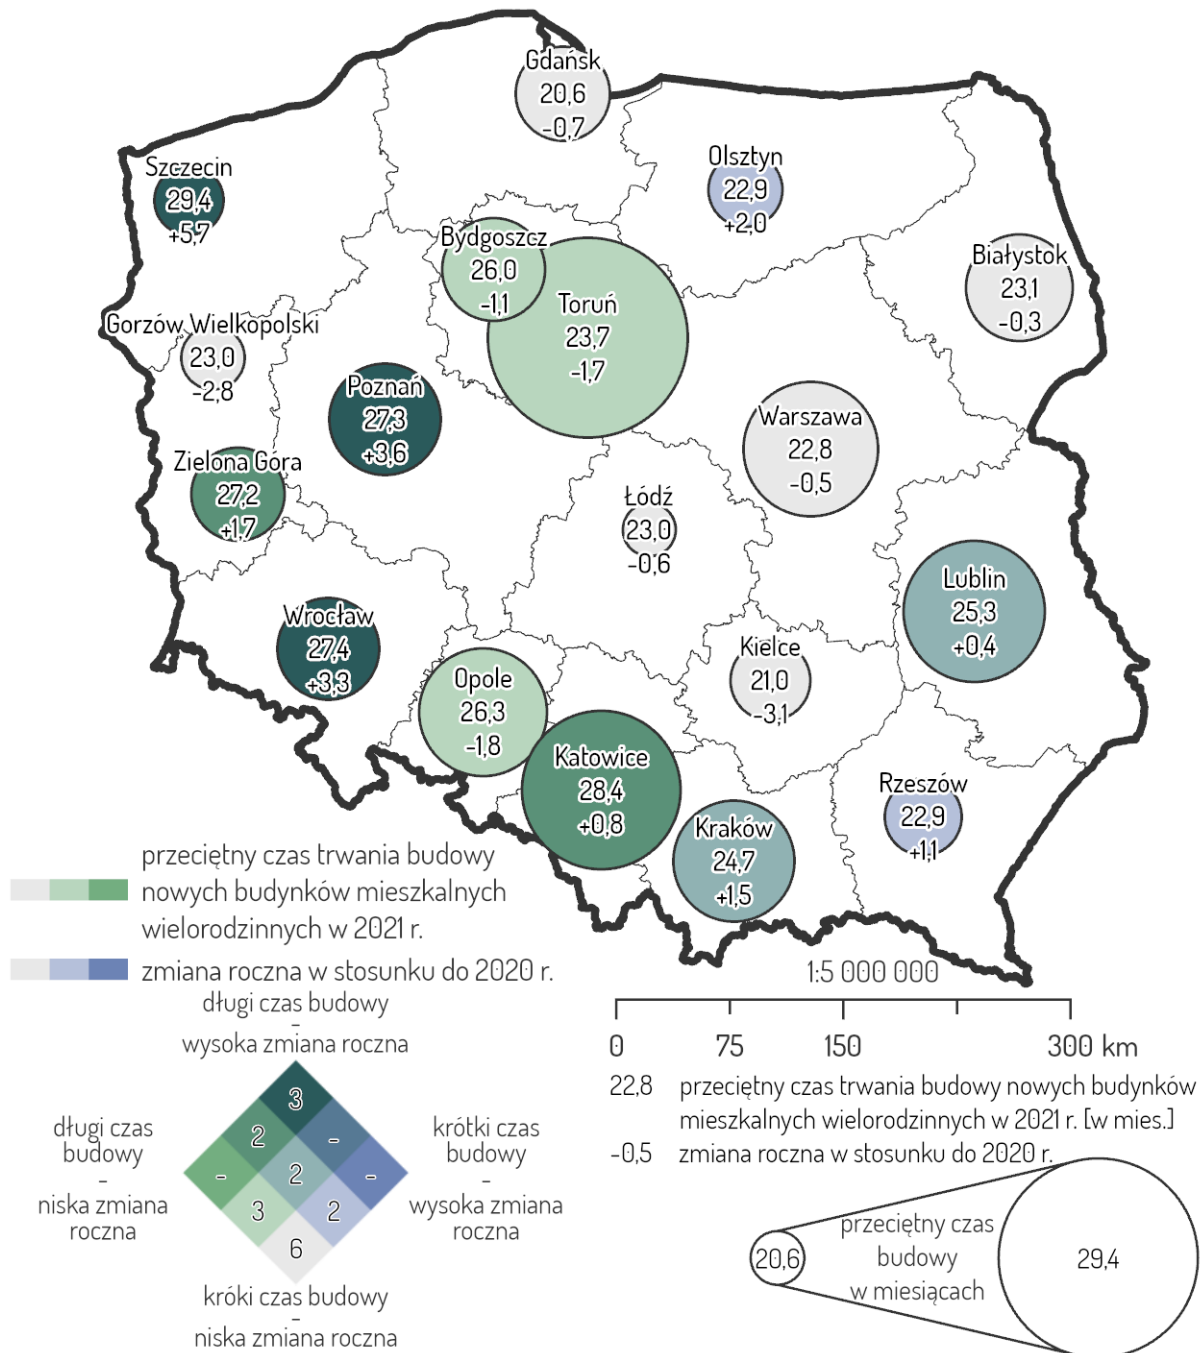 Gdańsk
20,6
-0,7
Szczecin
29,4
+5,7
Olsztyn
22,9
+2,0
Bydgoszcz
26,0
-1,1
Białystok
23,1
-0,3
Toruń
23,7
-1,7
Gorzów Wielkopolski
23,0
-2,8
Poznań
27,3
+3,6
Warszawa
22,8
-0,5
Zielona Góra
27,2
+1,7
Łódź
23,0
-0,6
Lublin
25,3
+0,4
Wrocław
27,4
+3,3
Kielce
21,0
-3,1
Opole
26,3
-1,8
Katowice
28,4
+0,8
Rzeszów
22,9
+1,1
Kraków
24,7
+1,5
przeciętny czas trwania budowy
nowych budynków mieszkalnych
wielorodzinnych w 2021 r.
zmiana roczna w stosunku do 2020 r.
długi czas budowy
-
wysoka zmiana roczna
długi czas
budowy
-
niska zmiana
roczna
3
2
-
-
2
-
3
2
6
krótki czas
budowy
-
wysoka zmiana
roczna
króki czas budowy
-
niska zmiana roczna
1:5 000 000
0 75 150 300 km
22,8 przeciętny czas trwania budowy nowych budynków
mieszkalnych wielorodzinnych w 2021 r. [w mies.]
-0,5 zmiana roczna w stosunku do 2020 r.
20,6
przeciętny czas
budowy
w miesiącach
29,4